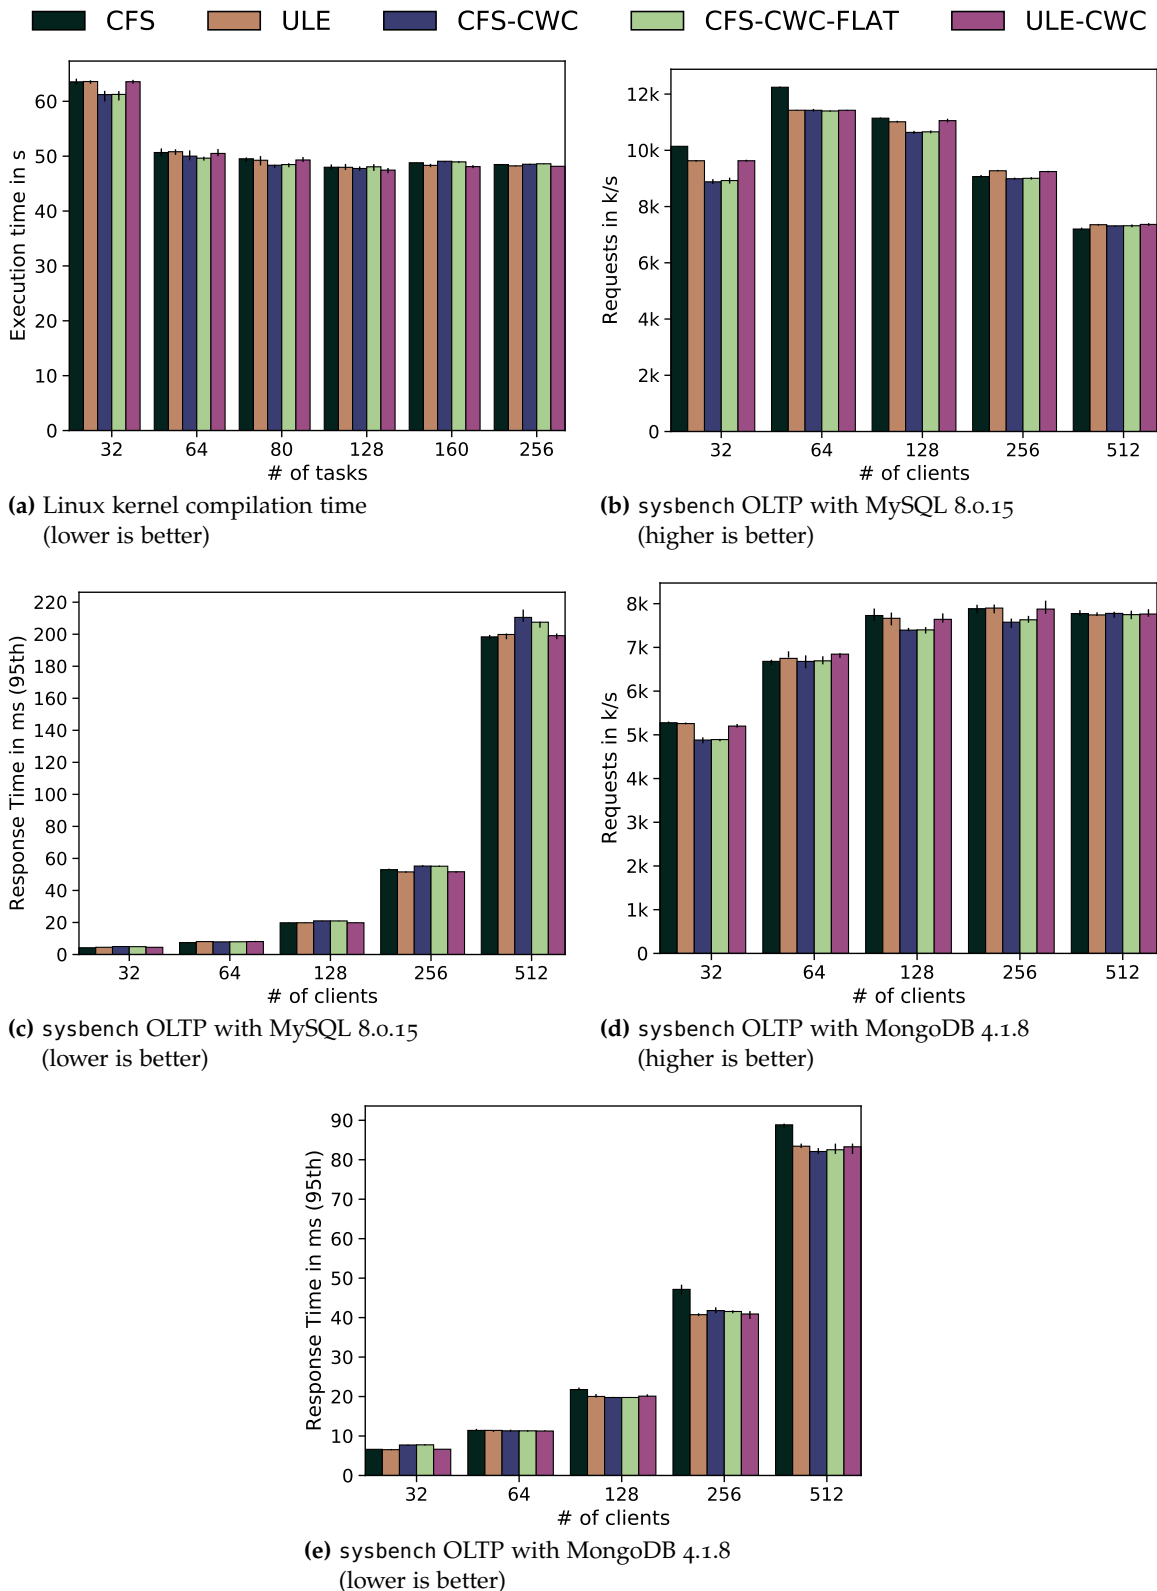 CFS ULE CFS-CWC CFS-CWC-FLAT ULE-CWC
Execution time in s
60
50
40
30
20
10
0
32 64 80 128 160 256
# of tasks
(a) Linux kernel compilation time
(lower is better)
Requests in k/s
12k
10k
8k
6k
4k
2k
0
32 64 128 256 512
# of clients
(b) sysbench OLTP with MySQL 8.0.15
(higher is better)
Response Time in ms (95th)
220
200
180
160
140
120
100
80
60
40
20
0
32 64 128 256 512
# of clients
(c) sysbench OLTP with MySQL 8.0.15
(lower is better)
Requests in k/s
8k
7k
6k
5k
4k
3k
2k
1k
0
32 64 128 256 512
# of clients
(d) sysbench OLTP with MongoDB 4.1.8
(higher is better)
Response Time in ms (95th)
90
80
70
60
50
40
30
20
10
0
32 64 128 256 512
# of clients
(e) sysbench OLTP with MongoDB 4.1.8
(lower is better)